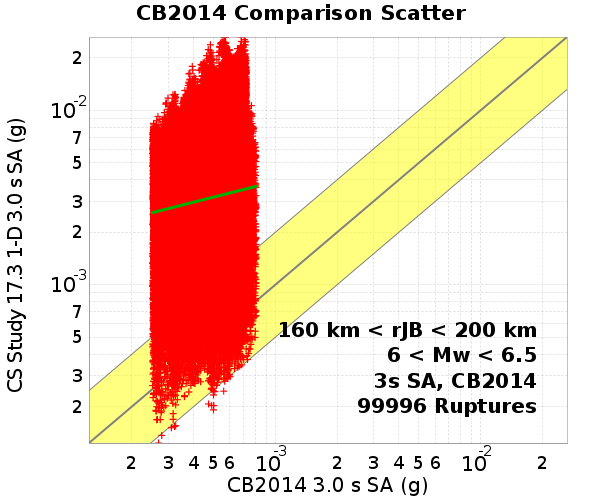 CB2014 Comparison Scatter
CS Study 17.3 1-D 3.0 s SA (g)
2
10-2
7
5
3
2
10-3
7
5
3
2
160 km < rJB < 200 km
6 < Mw < 6.5
3s SA, CB2014
99996 Ruptures
2 3 4 5 6 10-3 2 3 4 5 6 10-2 2
CB2014 3.0 s SA (g)